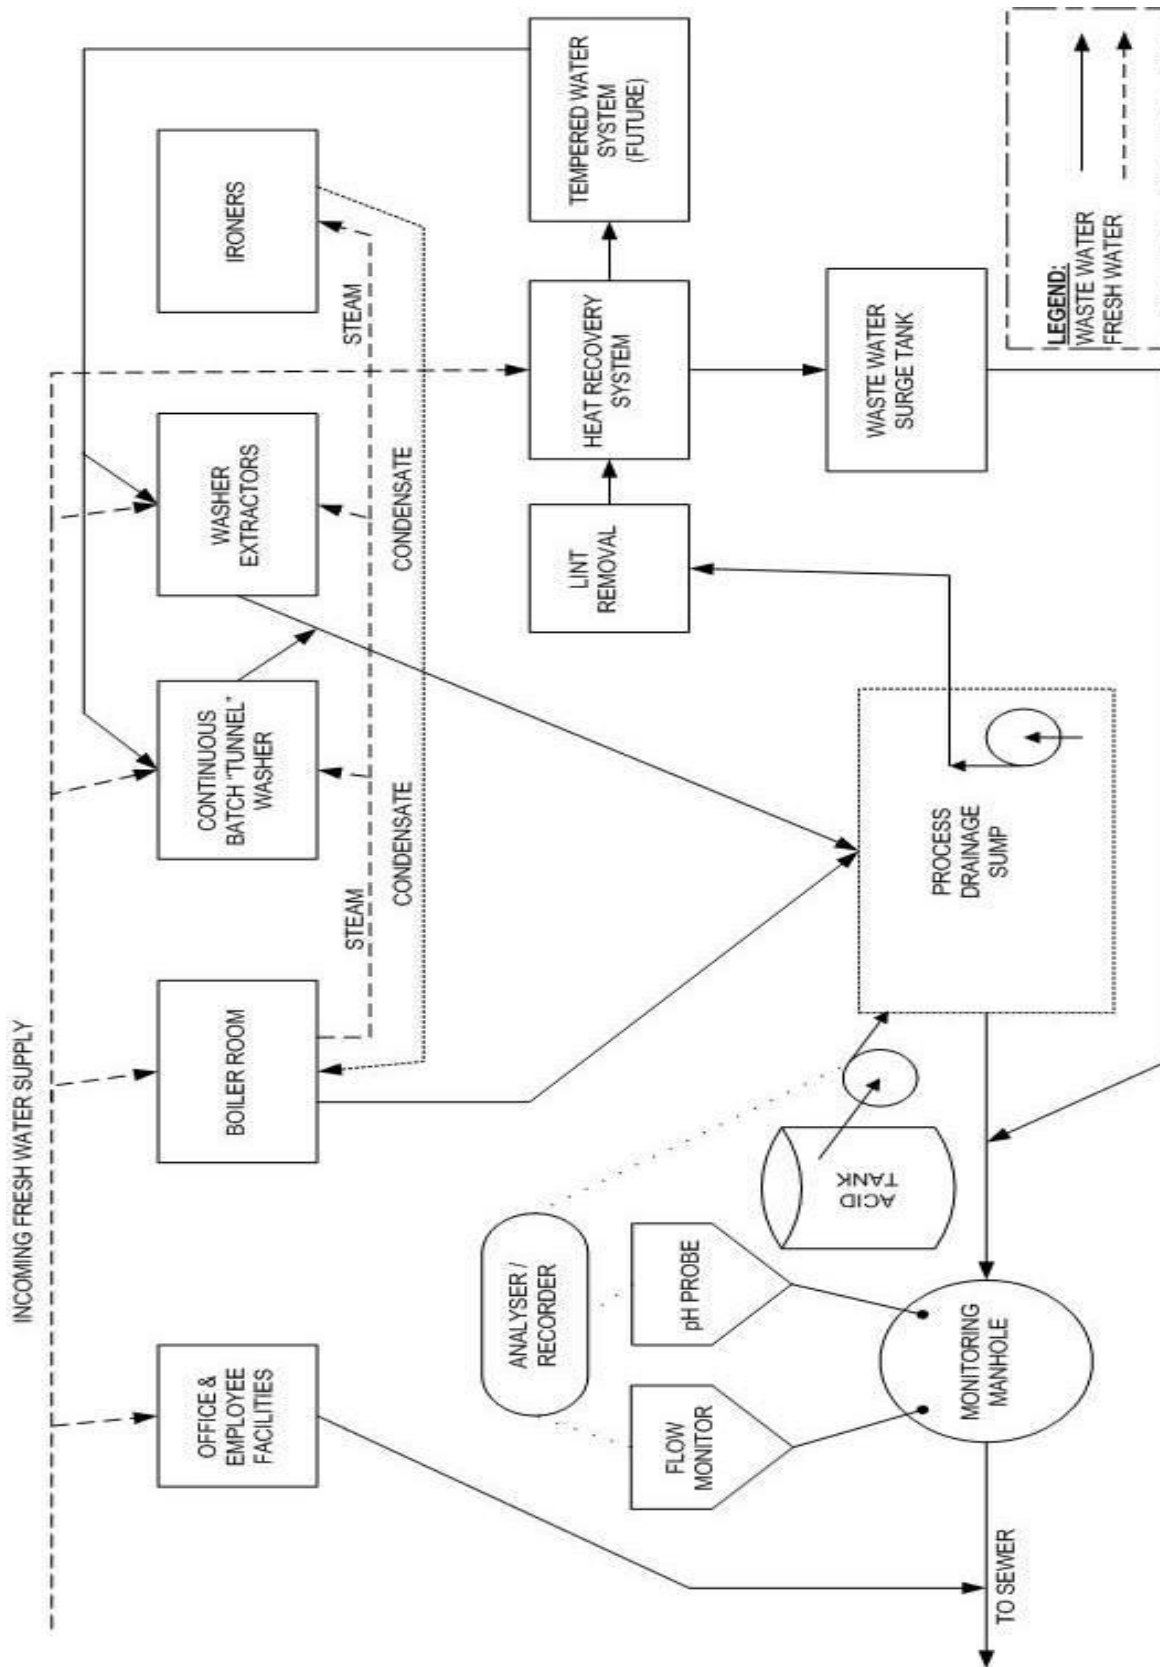 INCOMING FRESH WATER SUPPLY
OFFICE &
EMPLOYEE
FACILITIES
BOILER ROOM
CONTINUOUS
BATCH "TUNNEL"
WASHER
WASHER
EXTRACTORS
IRONERS
STEAM
STEAM
CONDENSATE
CONDENSATE
ANALYSER /
RECORDER
LINT
REMOVAL
HEAT RECOVERY
SYSTEM
TEMPERED WATER
SYSTEM
(FUTURE)
FLOW
MONITOR
pH PROBE
ACID
TANK
WASTE WATER
SURGE TANK
PROCESS
DRAINAGE
SUMP
MONITORING
MANHOLE
TO SEWER
LEGEND:
WASTE WATER
FRESH WATER